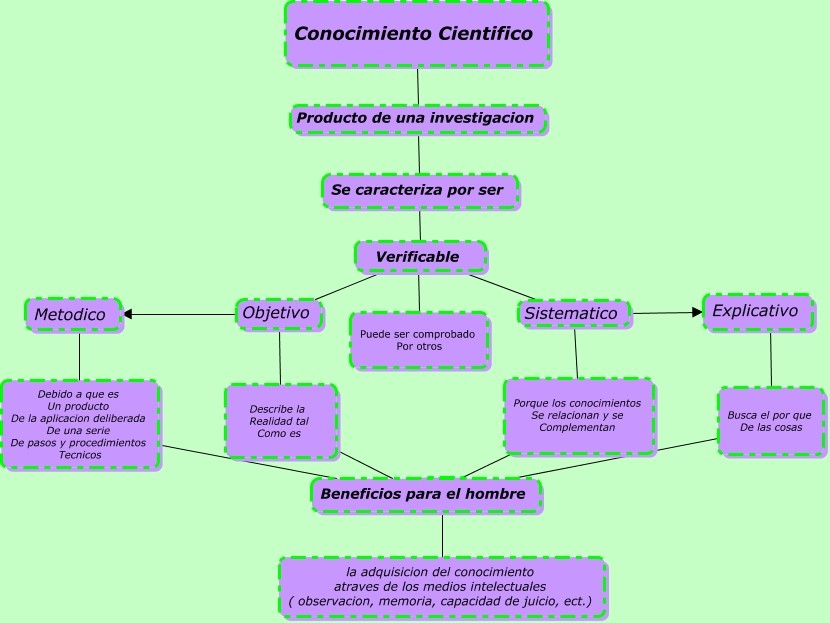 Conocimiento Cientifico
Producto de una investigacion
Se caracteriza por ser
Verificable
Metodico
Objetivo
Sistematico
Explicativo
Puede ser comprobado
Por otros
Debido a que es
Un producto
De la aplicacion deliberada
De una serie
De pasos y procedimientos
Tecnicos
Describe la
Realidad tal
Como es
Porque los conocimientos
Se relacionan y se
Complementan
Busca el por que
De las cosas
Beneficios para el hombre
la adquisicion del conocimiento
atraves de los medios intelectuales
( observacion, memoria, capacidad de juicio, ect.)